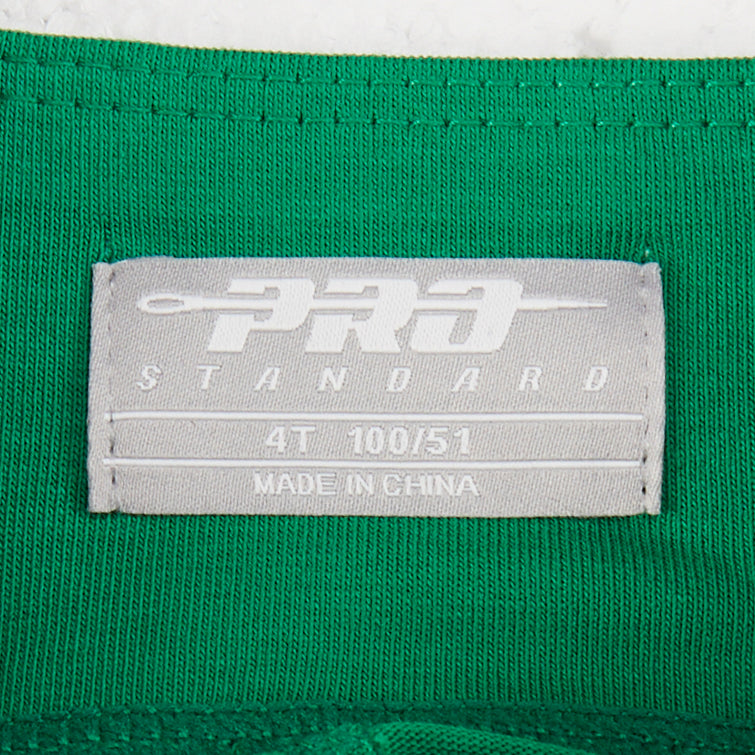 PRO
STANDARD
4T 100/51
MADE IN CHINA